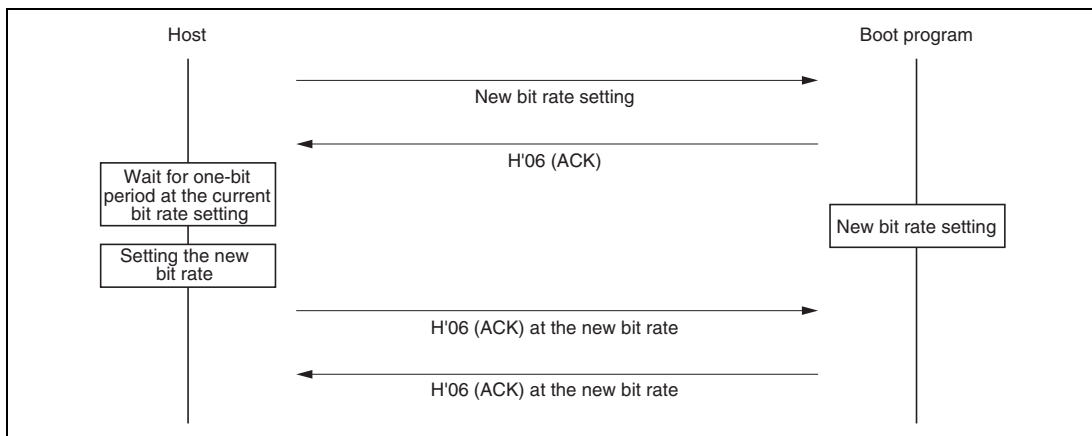 Host
Boot program
New bit rate setting
H'06 (ACK)
Wait for one-bit
period at the current
bit rate setting
New bit rate setting
Setting the new
bit rate
H'06 (ACK) at the new bit rate
H'06 (ACK) at the new bit rate